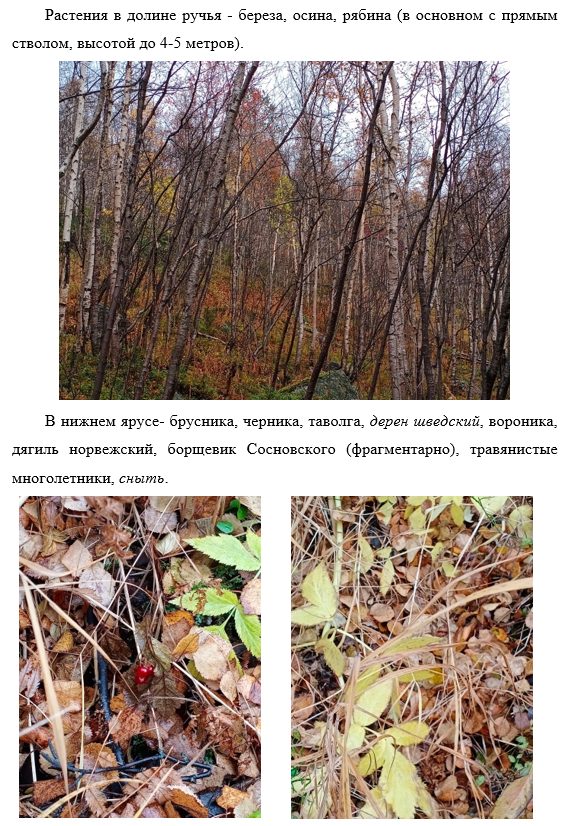 Растения в долине ручья - береза, осина, рябина (в основном с прямым
стволом, высотой до 4-5 метров).
В нижнем ярусе- брусника, черника, таволга, дерен шведский, вороника,
дягиль норвежский, борщевик Сосновского (фрагментарно), травянистые
многолетники, сныть.